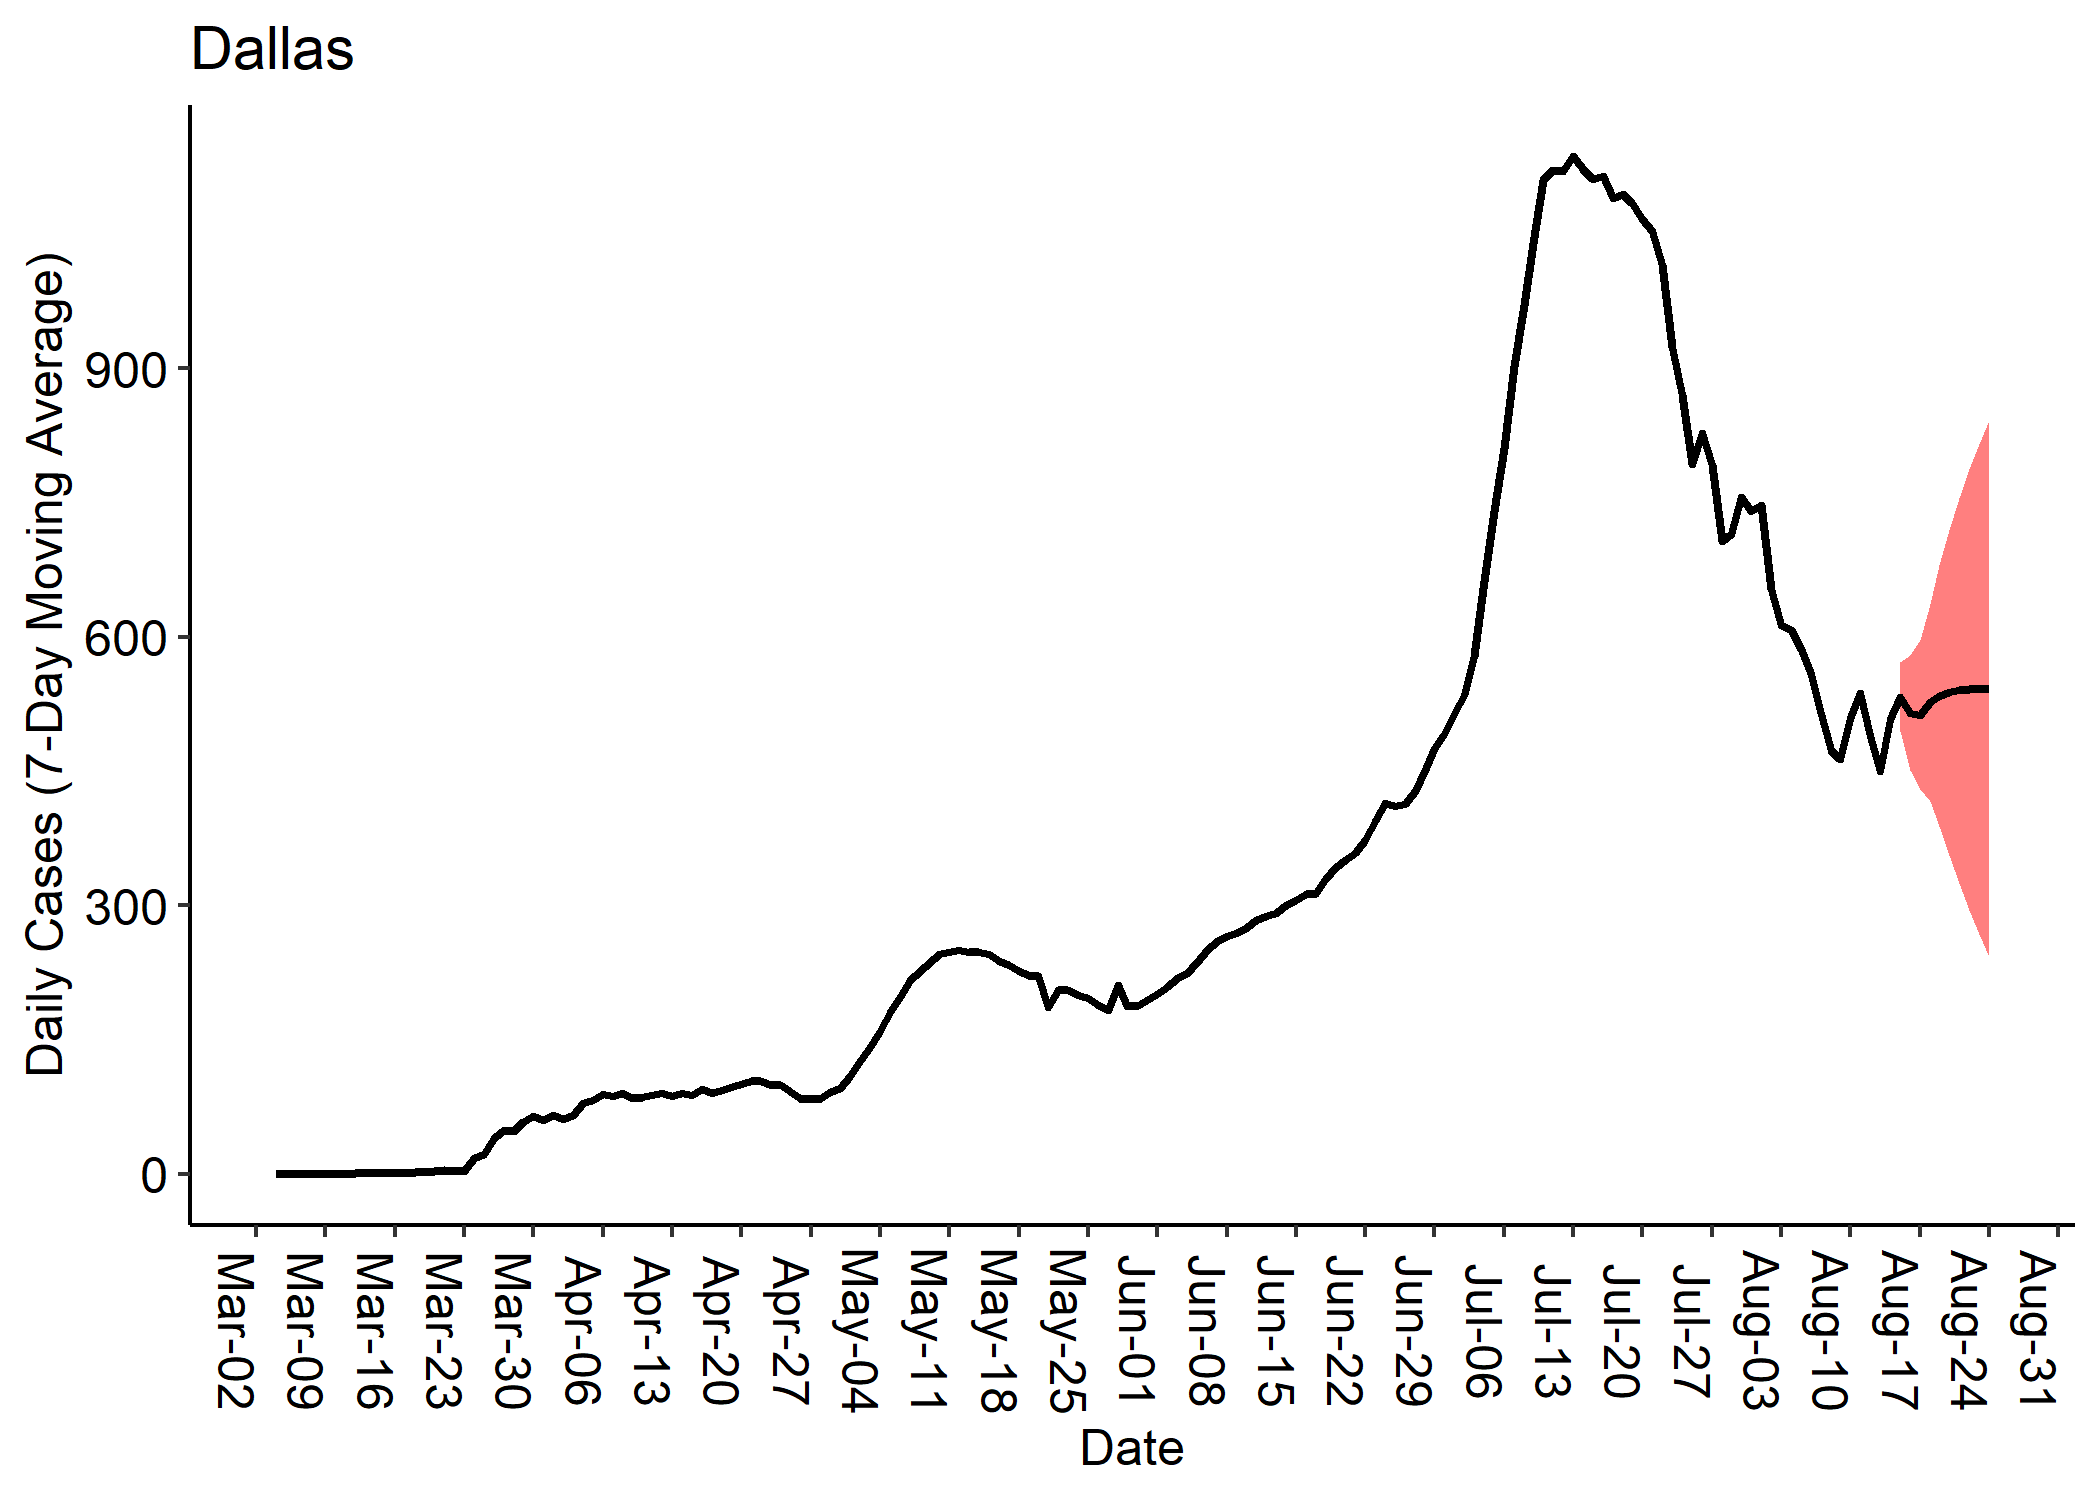 Dallas
Daily Cases (7-Day Moving Average)
900
600
300
0
Mar-02
Mar-09
Mar-16
Mar-23
Mar-30
Apr-06
Apr-13
Apr-20
Apr-27
May-04
May-11
May-18
May-25
Jun-01
Jun-08
Jun-15
Jun-22
Jun-29
Jul-06
Jul-13
Jul-20
Jul-27
Aug-03
Aug-10
Aug-17
Aug-24
Aug-31
Date